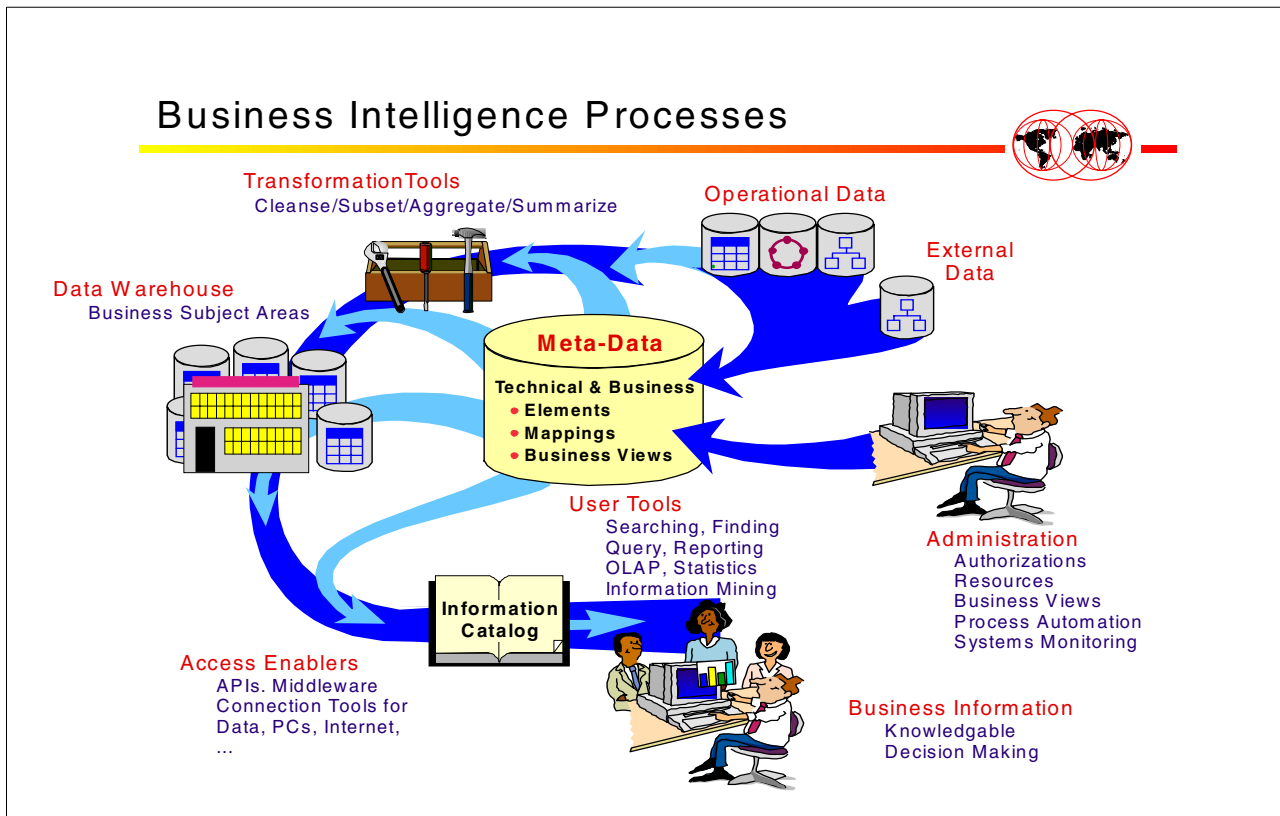 Business Intelligence Processes
TransformationTools
Cleanse/Subset/Aggregate/Summarize
Operational Data
External
Data
Data Warehouse
Business Subject Areas
Meta-Data
Technical & Business
• Elements
• Mappings
• Business Views
User Tools
Searching, Finding
Query, Reporting
OLAP, Statistics
Information Mining
Administration
Authorizations
Resources
Business Views
Process Automation
Systems Monitoring
Information
Catalog
Access Enablers
APIs. Middleware
Connection Tools for
Data, PCs, Internet,
...
Business Information
Knowledgable
Decision Making